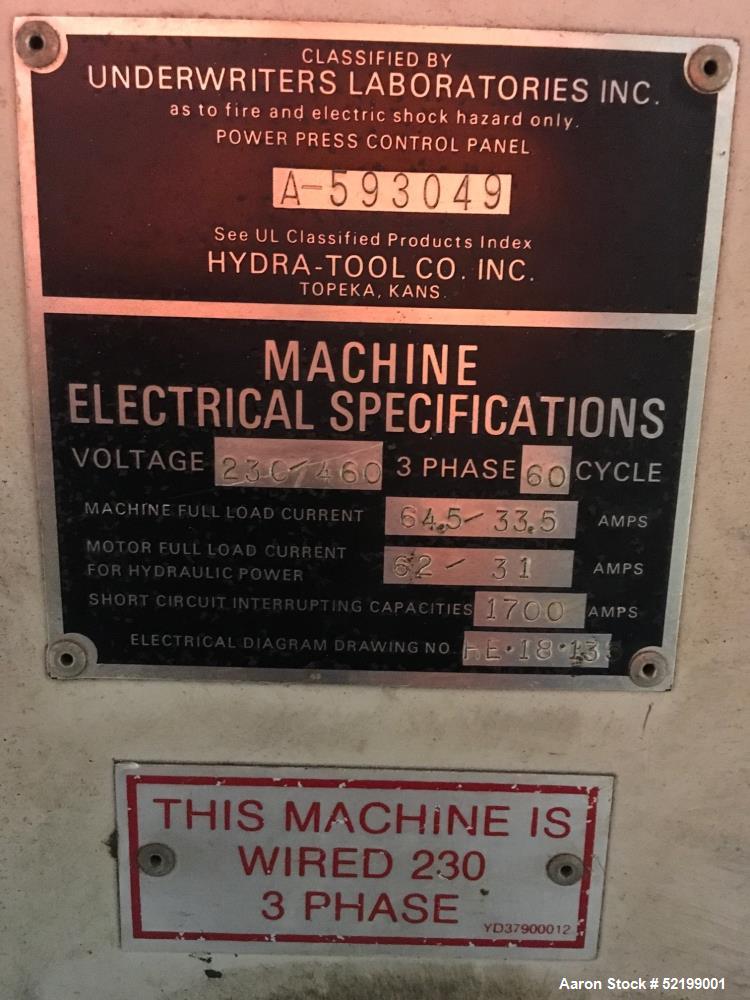 CLASSIFIED BY
UNDERWRITERS LABORATORIES INC.
as to fire and electric shock hazard only.
POWER PRESS CONTROL PANEL
A-593049
See UL Classified Products Index
HYDRA-TOOL CO. INC.
TOPEKA, KANS.
MACHINE
ELECTRICAL SPECIFICATIONS
VOLTAGE 230/460 3 PHASE 60 CYCLE
MACHINE FULL LOAD CURRENT 64.5-33.5 AMPS
MOTOR FULL LOAD CURRENT
FOR HYDRAULIC POWER 62-31 AMPS
SHORT CIRCUIT INTERRUPTING CAPACITIES 1700 AMPS
ELECTRICAL DIAGRAM DRAWING NO.
THIS MACHINE IS
WIRED 230
3 PHASE
YD37900012
Aaron Stock # 52199001